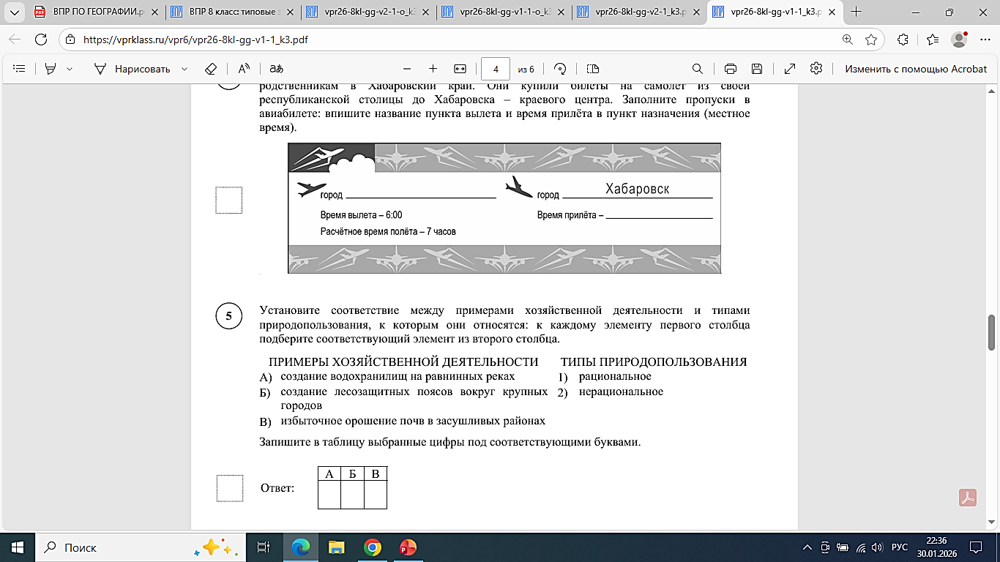 ВПР ПО ГЕОГРАФИИ.p
ВПР 8 класс: типовые з
vpr26-8kl-gg-v2-1-o_k3
vpr26-8kl-gg-v1-1-o_k3
vpr26-8kl-gg-v2-1_k3.p
vpr26-8kl-gg-v1-1_k3.p
https://vprklass.ru/vpr6/vpr26-8kl-gg-v1-1_k3.pdf
Нарисовать
аあ
4 из 6
Изменить с помощью Acrobat
родственникам в Хабаровский край. Они купили билеты на самолет из своей
республиканской столицы до Хабаровска – краевого центра. Заполните пропуски в
авиабилете: впишите название пункта вылета и время прилёта в пункт назначения (местное
время).
город
город Хабаровск
Время вылета – 6:00
Время прилёта –
Расчётное время полёта – 7 часов
5
Установите соответствие между примерами хозяйственной деятельности и типами
природопользования, к которым они относятся: к каждому элементу первого столбца
подберите соответствующий элемент из второго столбца.
ПРИМЕРЫ ХОЗЯЙСТВЕННОЙ ДЕЯТЕЛЬНОСТИ ТИПЫ ПРИРОДОПОЛЬЗОВАНИЯ
А) создание водохранилищ на равнинных реках 1) рациональное
Б) создание лесозащитных поясов вокруг крупных 2) нерациональное
городов
В) избыточное орошение почв в засушливых районах
Запишите в таблицу выбранные цифры под соответствующими буквами.
А Б В
Ответ:
Поиск
РУС
22:36
30.01.2026